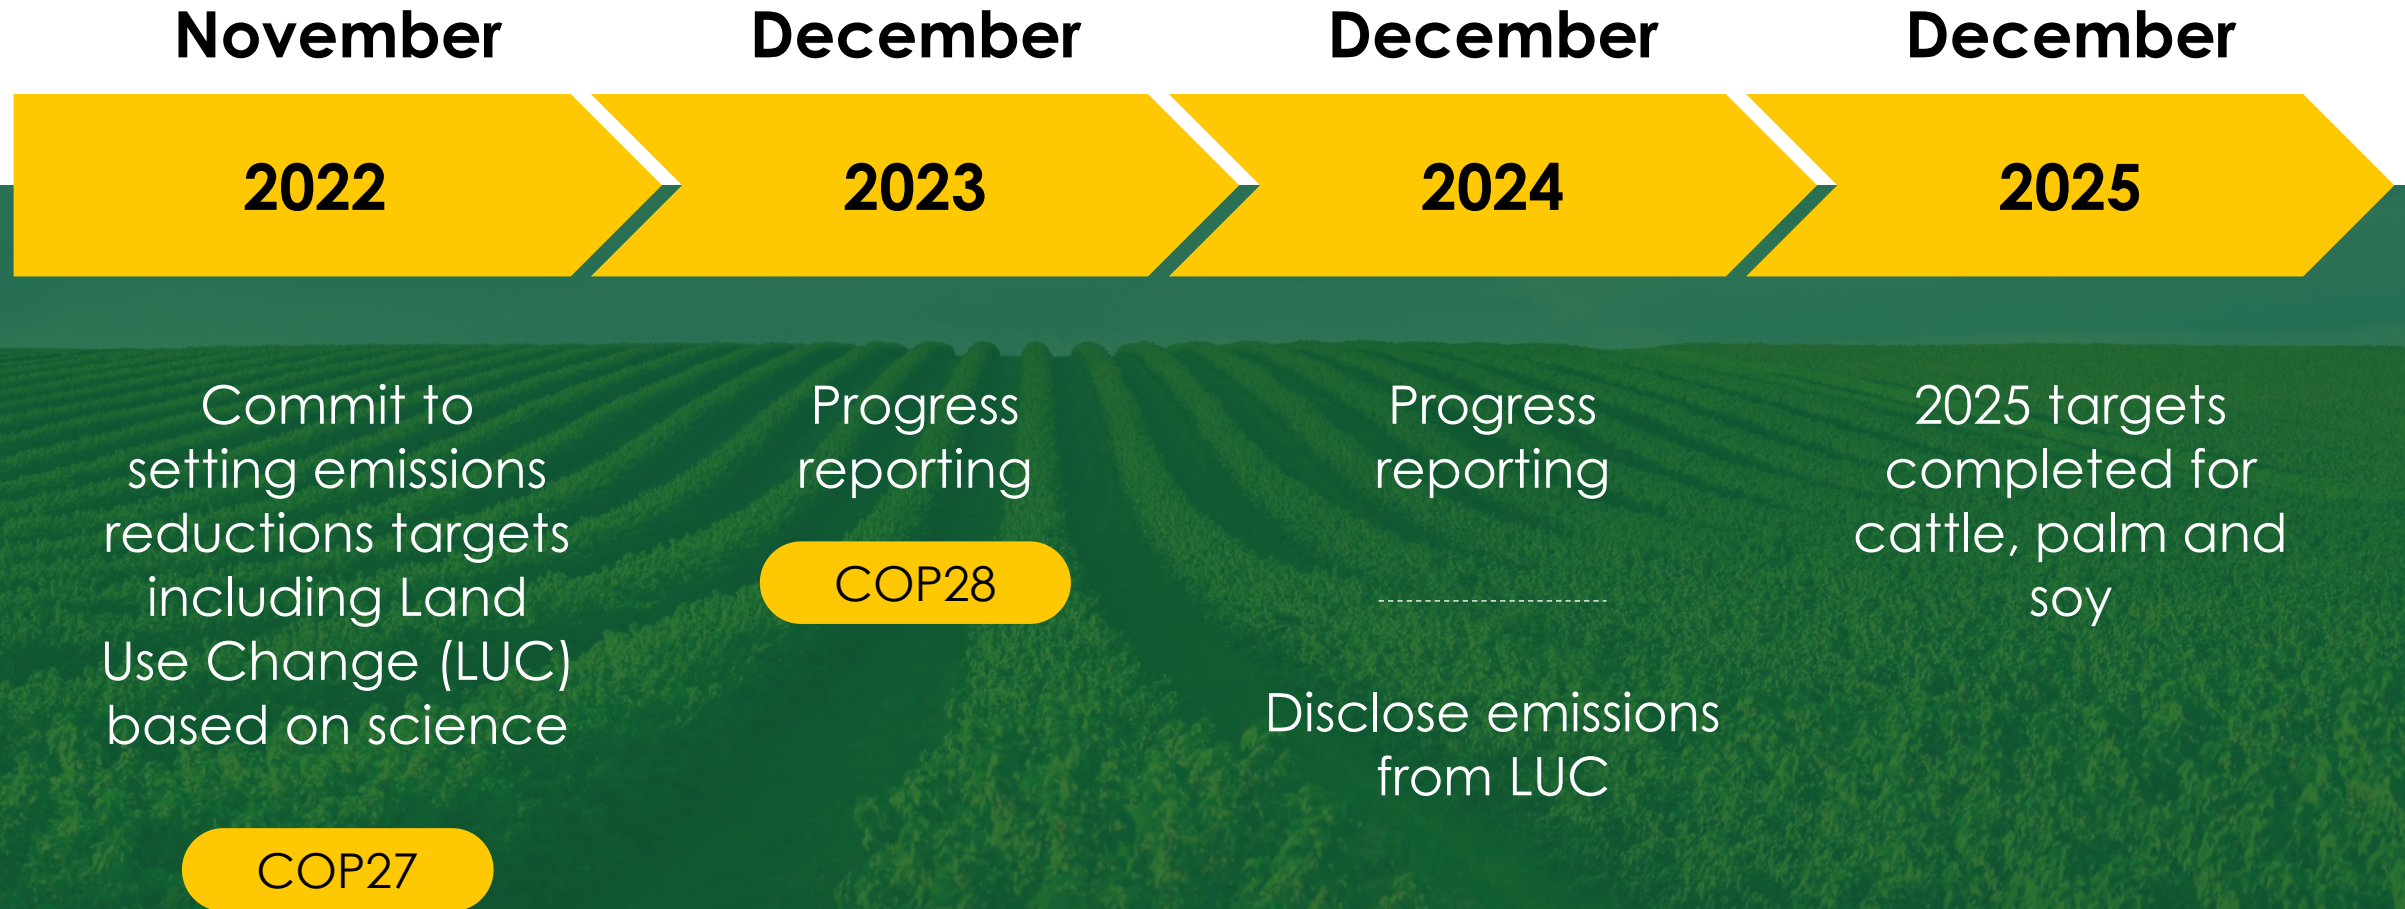 November
2022
Commit to
setting emissions
reductions targets
including Land
Use Change (LUC)
based on science
COP27
December
2023
Progress
reporting
COP28
December
2024
Progress
reporting
Disclose emissions
from LUC
December
2025
2025 targets
completed for
cattle, palm and
soy